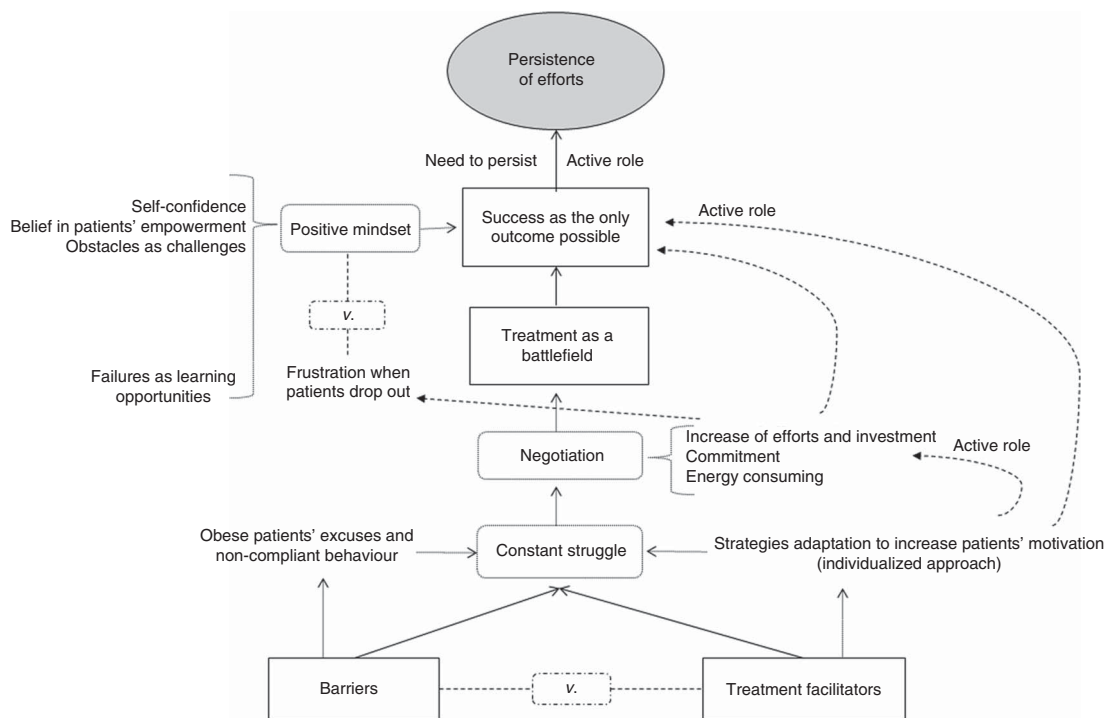 Persistence
of efforts
Need to persist
Active role
Self-confidence
Belief in patients’ empowerment
Obstacles as challenges
Failures as learning
opportunities
Positive mindset
Success as the only
outcome possible
Active role
v.
Treatment as a
battlefield
Frustration when
patients drop out
Negotiation
Increase of efforts and investment
Commitment
Energy consuming
Active role
Obese patients’ excuses and
non-compliant behaviour
Constant struggle
Strategies adaptation to increase patients’ motivation
(individualized approach)
Barriers
v.
Treatment facilitators